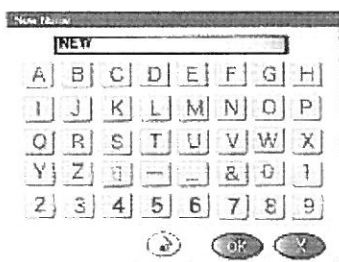 New Name
NEW
A B C D E F G H
I J K L M N O P
Q R S T U V W X
Y Z — _ & 0 1
2 3 4 5 6 7 8 9
OK X